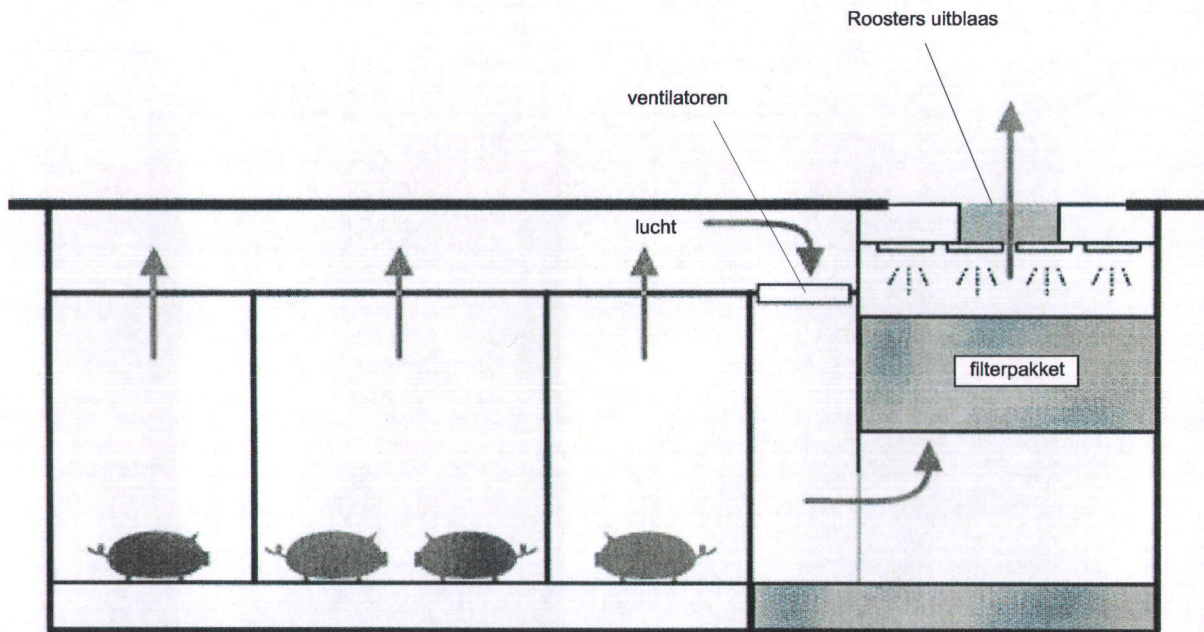 Roosters uitblaas
ventilatoren
lucht
filterpakket